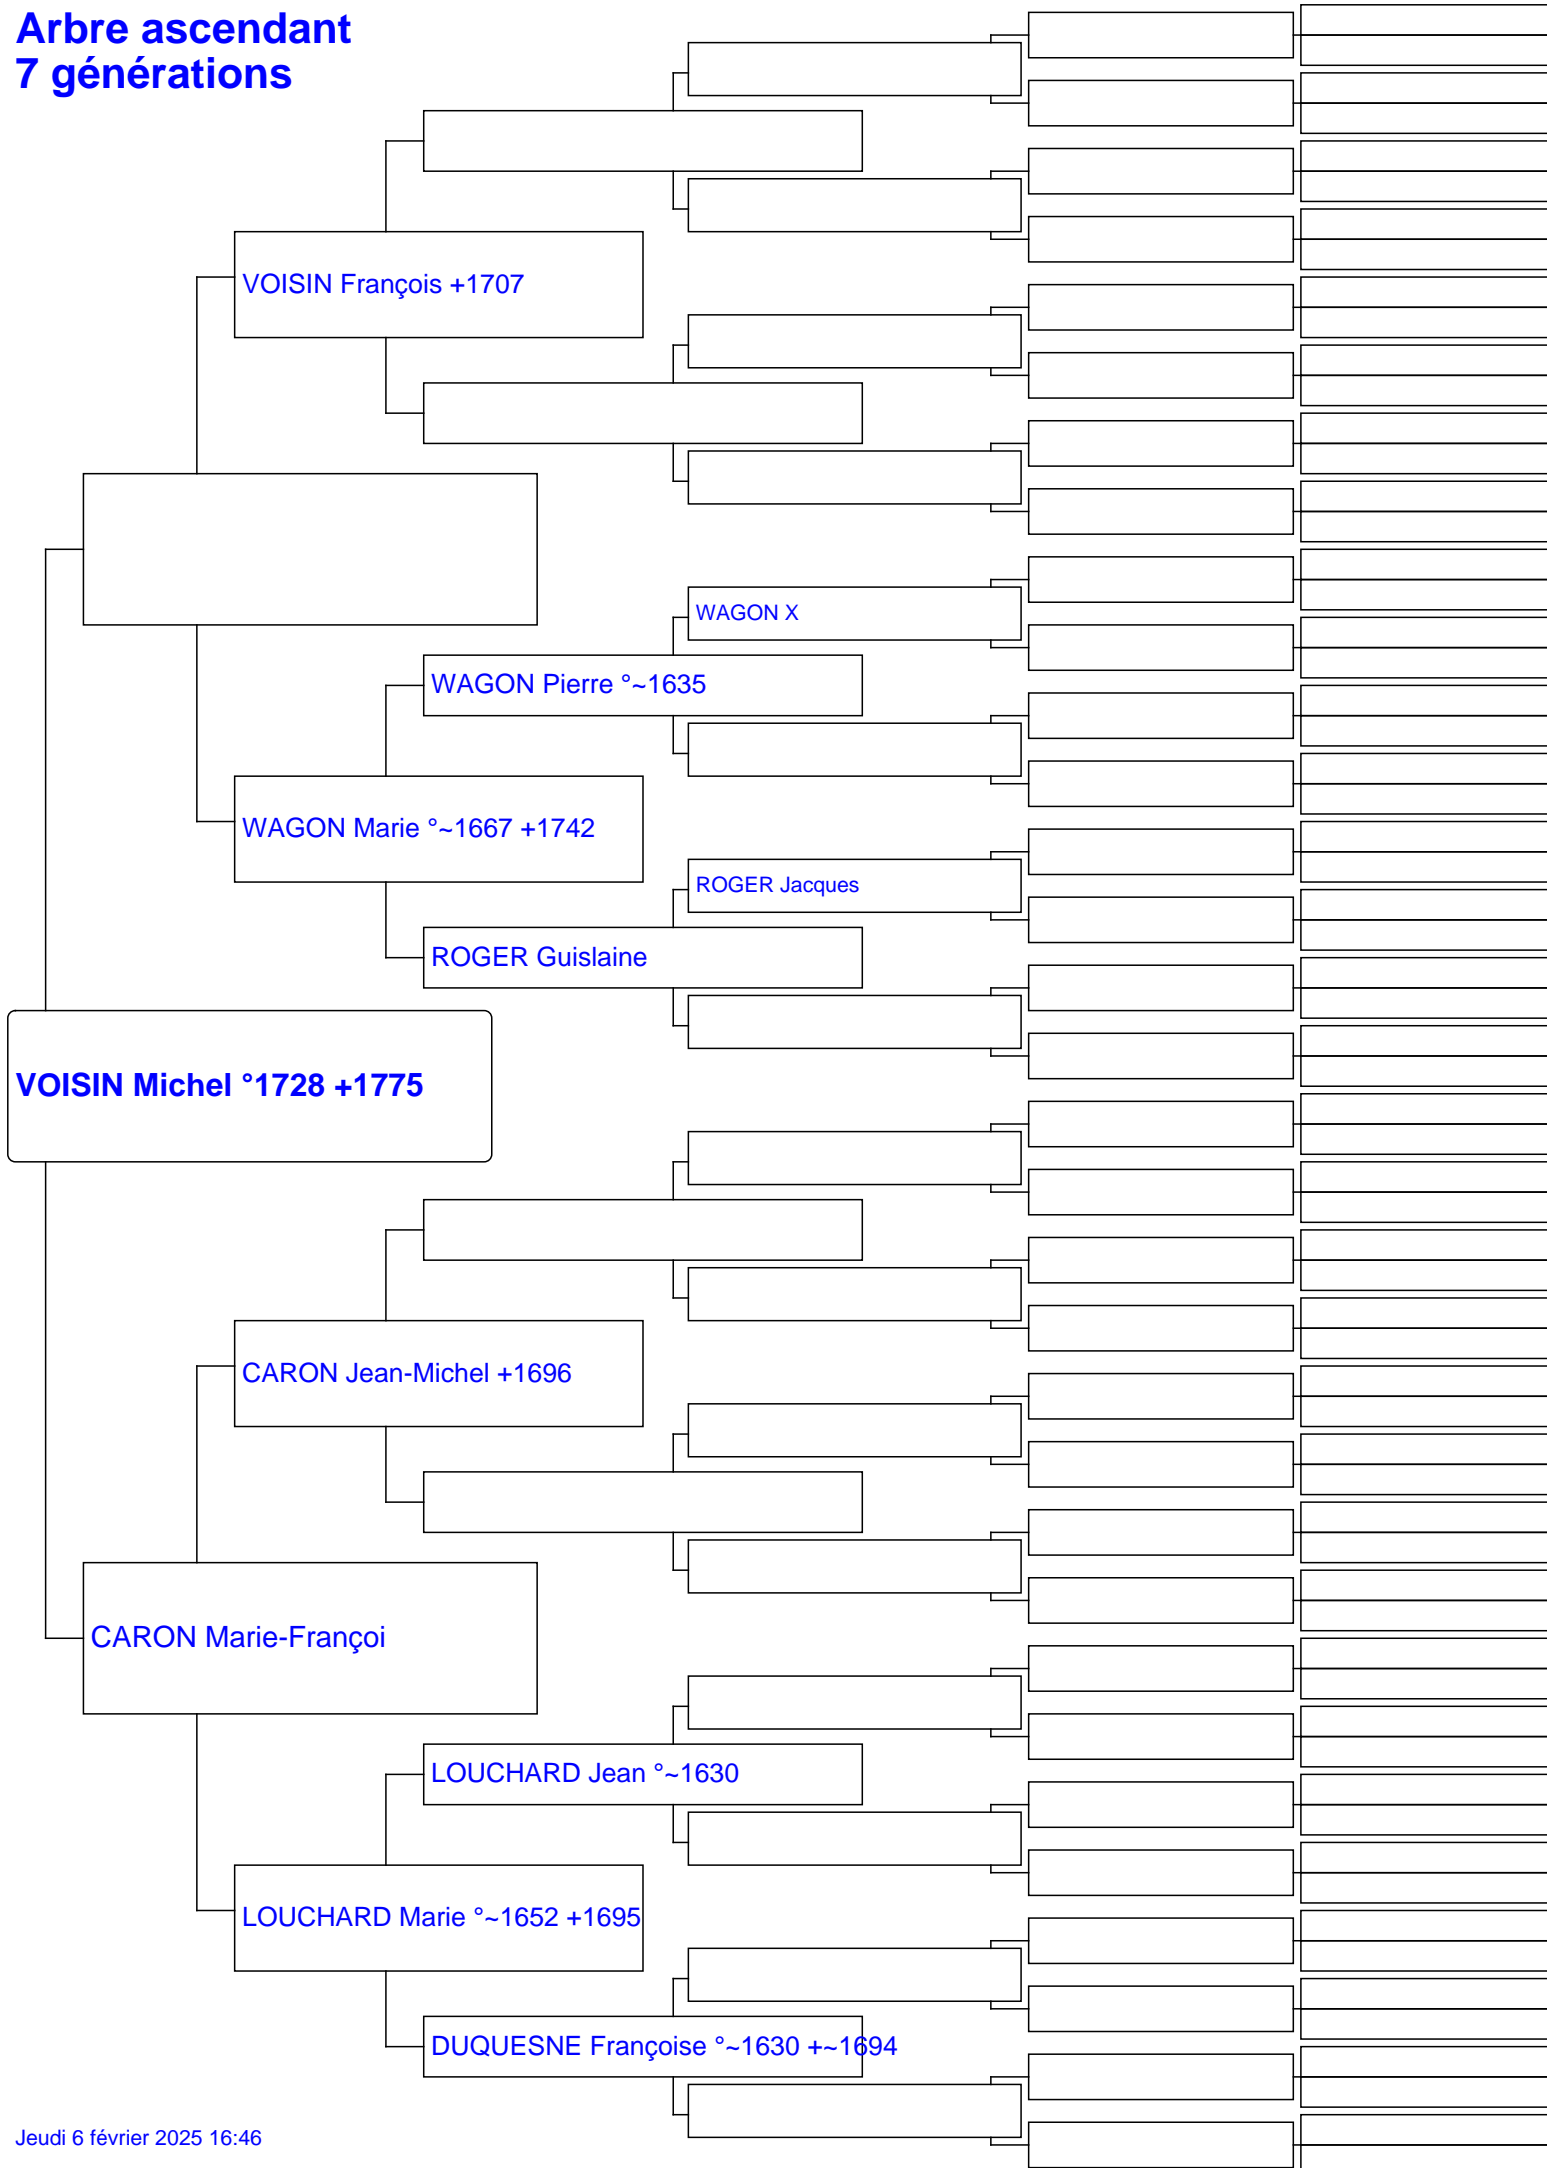 Arbre ascendant
7 générations
VOISIN François +1707
WAGON X
WAGON Pierre °~1635
WAGON Marie °~1667 +1742
ROGER Jacques
ROGER Guislaine
VOISIN Michel °1728 +1775
CARON Jean-Michel +1696
CARON Marie-Françoi
LOUCHARD Jean °~1630
LOUCHARD Marie °~1652 +1695
DUQUESNE Françoise °~1630 +~1694
Jeudi 6 février 2025 16:46